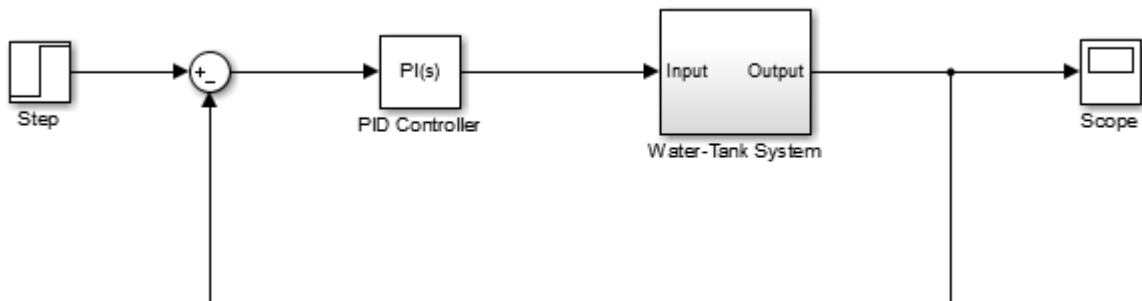 PI(s)
Input Output
+
-
Step
PID Controller
Water-Tank System
Scope